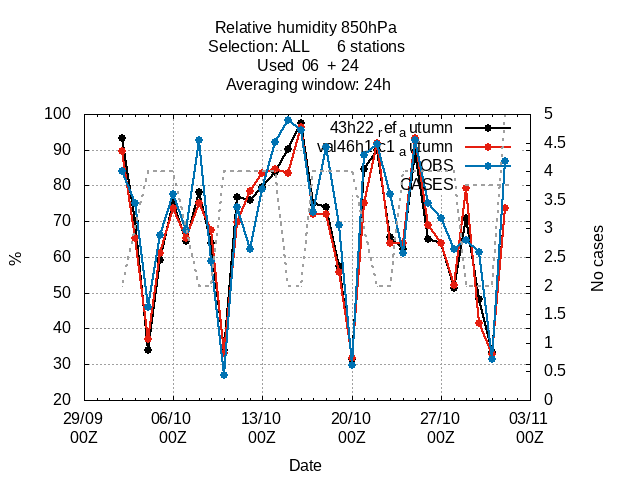 Relative humidity 850hPa
Selection: ALL 6 stations
Used 06 + 24
Averaging window: 24h
43h22 ref a utumn
OBS
CASES
100
90
80
70
60
50
40
30
20
5
4.5
4
3.5
3
2.5
2
1.5
1
0.5
0
%
No cases
29/09 06/10 13/10 20/10 27/10 03/11
00Z 00Z 00Z 00Z 00Z 00Z
Date